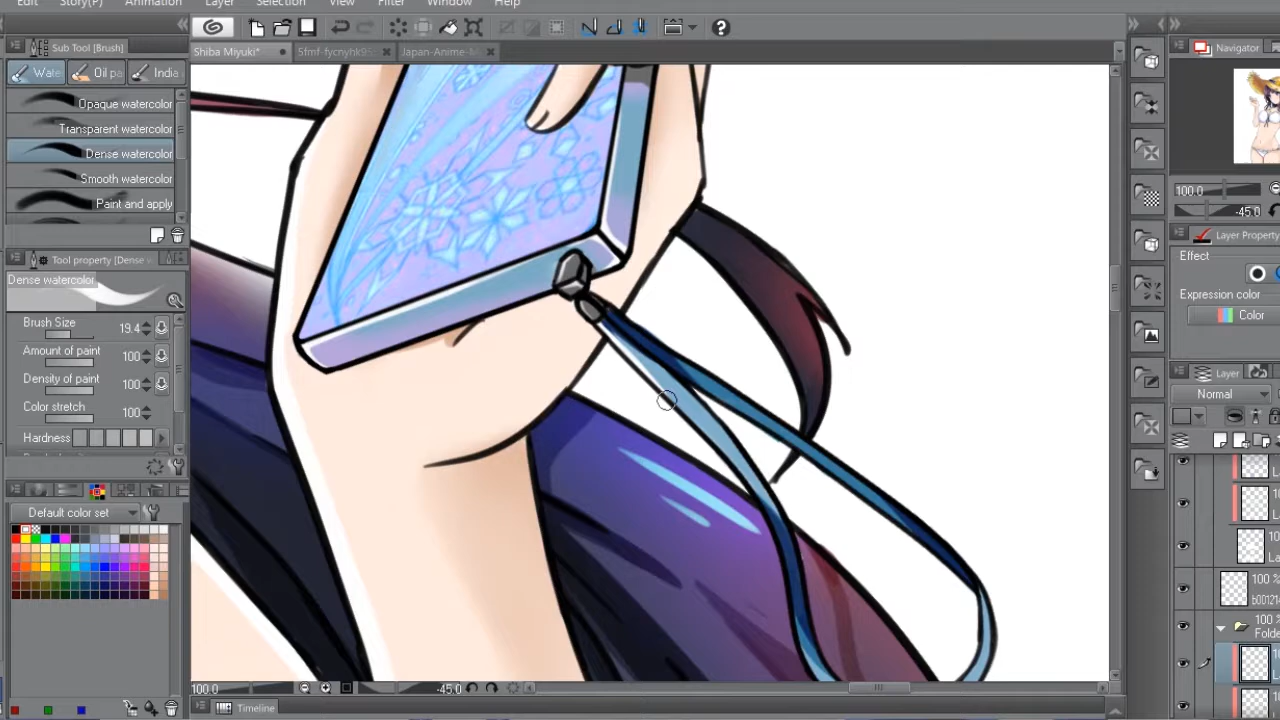 Edit Story(P) Animation Layer Selection View Filter Window Help
Sub Tool [Brush]
Wate Oil pa India
Opaque watercolor
Transparent watercolor
Dense watercolor
Smooth watercolor
Paint and apply
Tool property [Dense w
Dense watercolor
Brush Size 19.4
Amount of paint 100
Density of paint 100
Color stretch 100
Hardness
Default color set
Shiba Miyuki*
Japan-Anime-
100.0 -45.0
Timeline
Navigator
100.0
-45.0
Layer Property
Effect
Expression color
Color
Layer
Normal
100 %
100 %
Folde